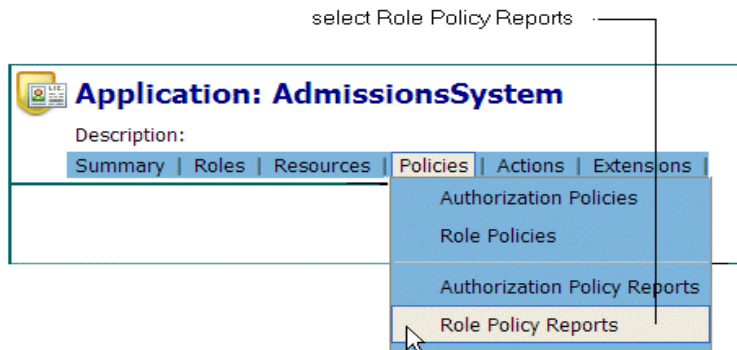 select Role Policy Reports
Application: AdmissionsSystem
Description:
Summary | Roles | Resources | Policies | Actions | Extensions |
Authorization Policies
Role Policies
Authorization Policy Reports
Role Policy Reports